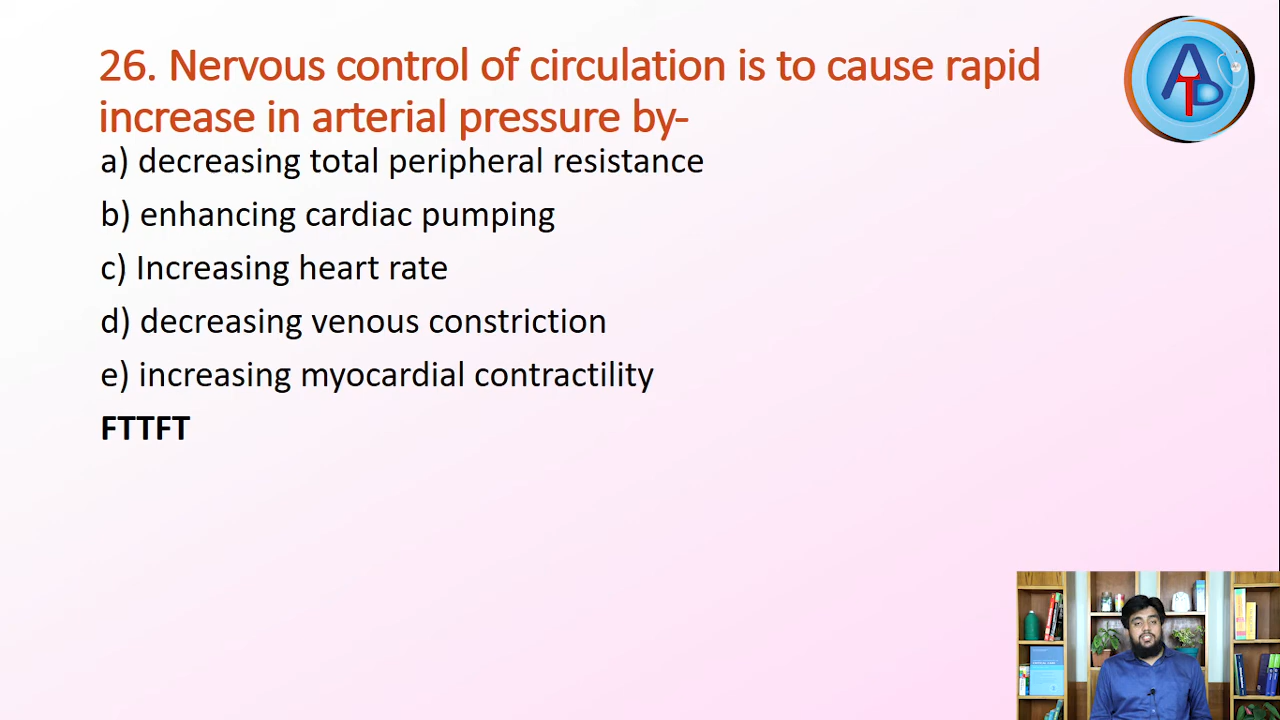 26. Nervous control of circulation is to cause rapid
increase in arterial pressure by-
a) decreasing total peripheral resistance
b) enhancing cardiac pumping
c) Increasing heart rate
d) decreasing venous constriction
e) increasing myocardial contractility
FTTFT
ATD